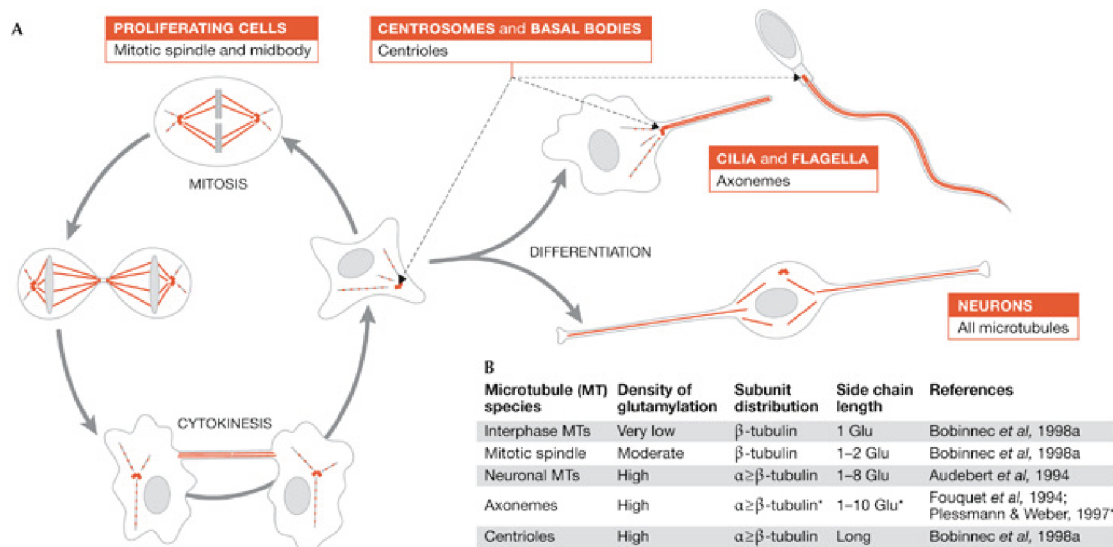 A
PROLIFERATING CELLS
Mitotic spindle and midbody
CENTROSOMES and BASAL BODIES
Centrioles
MITOSIS
CILIA and FLAGELLA
Axonemes
DIFFERENTIATION
NEURONS
All microtubules
CYTOKINESIS
B
Microtubule (MT) species Density of glutamylation Subunit distribution Side chain length References
Interphase MTs Very low β-tubulin 1 Glu Bobinnec et al, 1998a
Mitotic spindle Moderate β-tubulin 1–2 Glu Bobinnec et al, 1998a
Neuronal MTs High α≥β-tubulin 1–8 Glu Audebert et al, 1994
Axonemes High α≥β-tubulin* 1–10 Glu* Fouquet et al, 1994; Plessmann & Weber, 1997*
Centrioles High α≥β-tubulin Long Bobinnec et al, 1998a